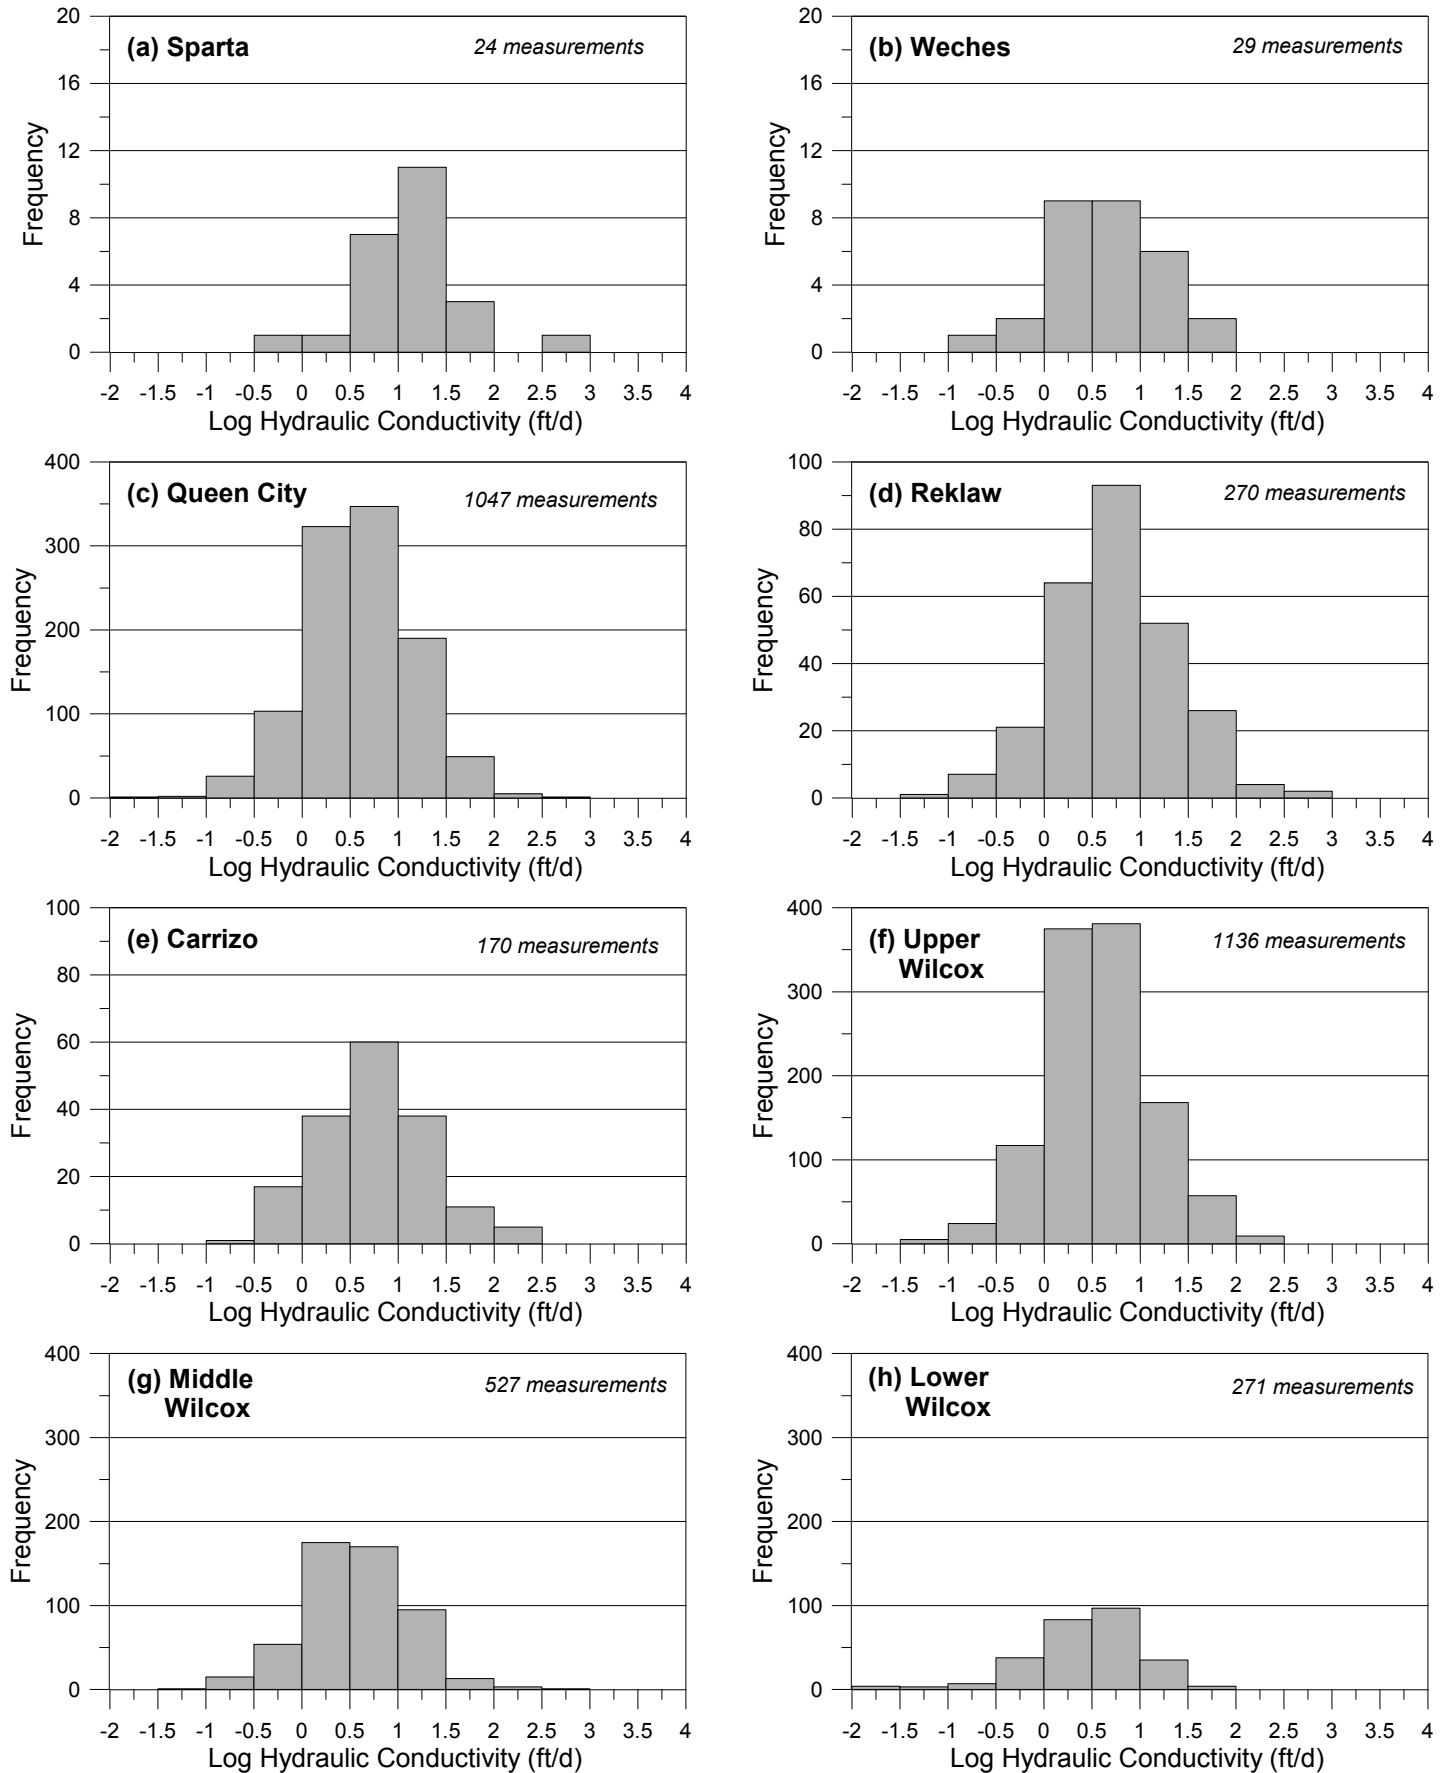 (a) Sparta
24 measurements
20
16
12
8
4
0
Frequency
-2 -1.5 -1 -0.5 0 0.5 1 1.5 2 2.5 3 3.5 4
Log Hydraulic Conductivity (ft/d)
(b) Weches
29 measurements
20
16
12
8
4
0
Frequency
-2 -1.5 -1 -0.5 0 0.5 1 1.5 2 2.5 3 3.5 4
Log Hydraulic Conductivity (ft/d)
(c) Queen City
1047 measurements
400
300
200
100
0
Frequency
-2 -1.5 -1 -0.5 0 0.5 1 1.5 2 2.5 3 3.5 4
Log Hydraulic Conductivity (ft/d)
(d) Reklaw
270 measurements
100
80
60
40
20
0
Frequency
-2 -1.5 -1 -0.5 0 0.5 1 1.5 2 2.5 3 3.5 4
Log Hydraulic Conductivity (ft/d)
(e) Carrizo
170 measurements
100
80
60
40
20
0
Frequency
-2 -1.5 -1 -0.5 0 0.5 1 1.5 2 2.5 3 3.5 4
Log Hydraulic Conductivity (ft/d)
(f) Upper
Wilcox
1136 measurements
400
300
200
100
0
Frequency
-2 -1.5 -1 -0.5 0 0.5 1 1.5 2 2.5 3 3.5 4
Log Hydraulic Conductivity (ft/d)
(g) Middle
Wilcox
527 measurements
400
300
200
100
0
Frequency
-2 -1.5 -1 -0.5 0 0.5 1 1.5 2 2.5 3 3.5 4
Log Hydraulic Conductivity (ft/d)
(h) Lower
Wilcox
271 measurements
400
300
200
100
0
Frequency
-2 -1.5 -1 -0.5 0 0.5 1 1.5 2 2.5 3 3.5 4
Log Hydraulic Conductivity (ft/d)